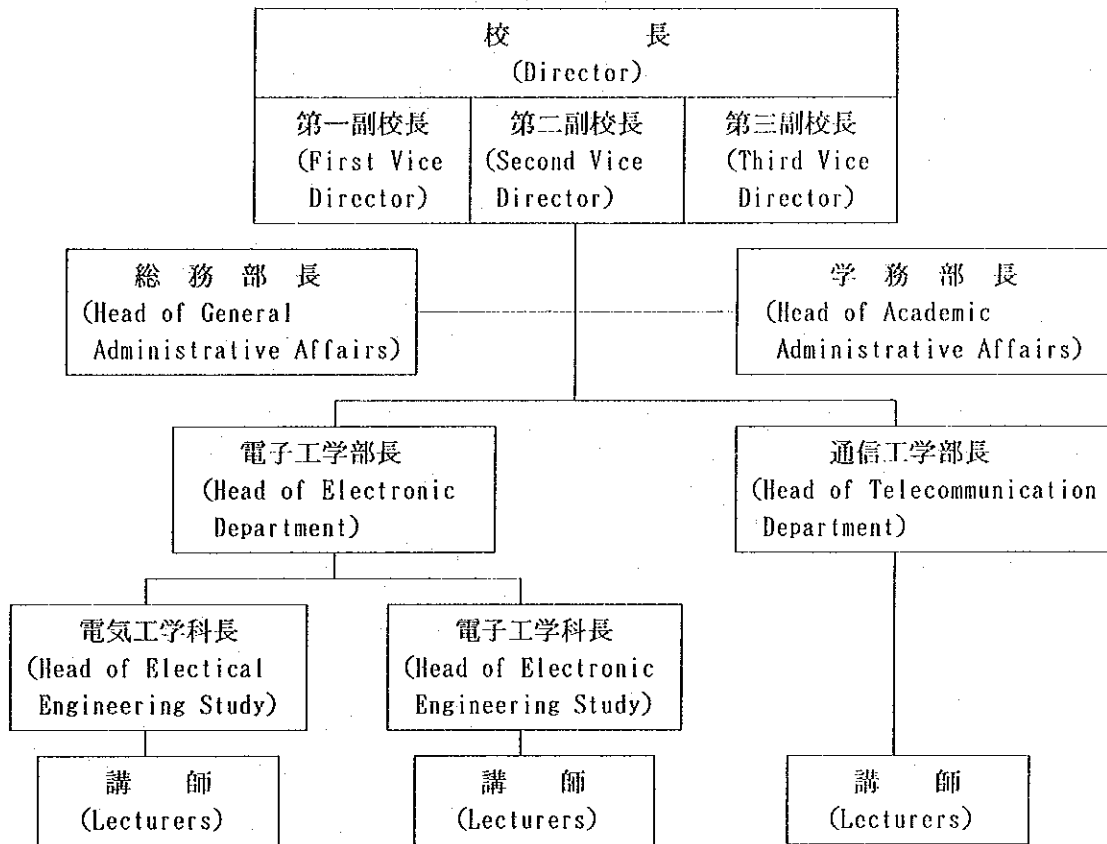 校 長
(Director)
第一副校長
(First Vice
Director)
第二副校長
(Second Vice
Director)
第三副校長
(Third Vice
Director)
総務部長
(Head of General
Administrative Affairs)
学務部長
(Head of Academic
Administrative Affairs)
電子工学部長
(Head of Electronic
Department)
通信工学部長
(Head of Telecommunication
Department)
電気工学科長
(Head of Electical
Engineering Study)
電子工学科長
(Head of Electronic
Engineering Study)
講 師
(Lecturers)
講 師
(Lecturers)
講 師
(Lecturers)